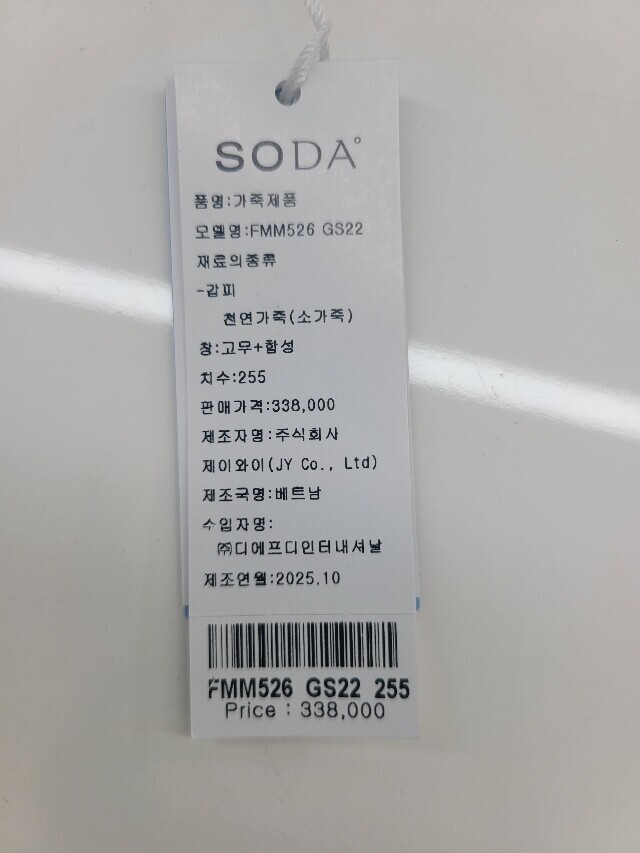 SODA
품명:가죽제품
모델명:FMM526 GS22
재료의종류
-갑피
천연가죽(소가죽)
창:고무+합성
치수:255
판매가격:338,000
제조자명:주식회사
제이와이(JY Co., Ltd)
제조국명:베트남
수입자명:
㈜디에프디인터내셔날
제조연월:2025.10
FMM526 GS22 255
Price : 338,000